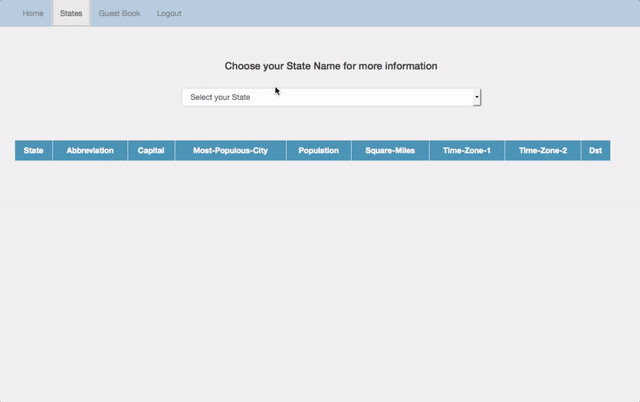 Home States Guest Book Logout
Choose your State Name for more information
Select your State
State Abbreviation Capital Most-Populous-City Population Square-Miles Time-Zone-1 Time-Zone-2 Dst